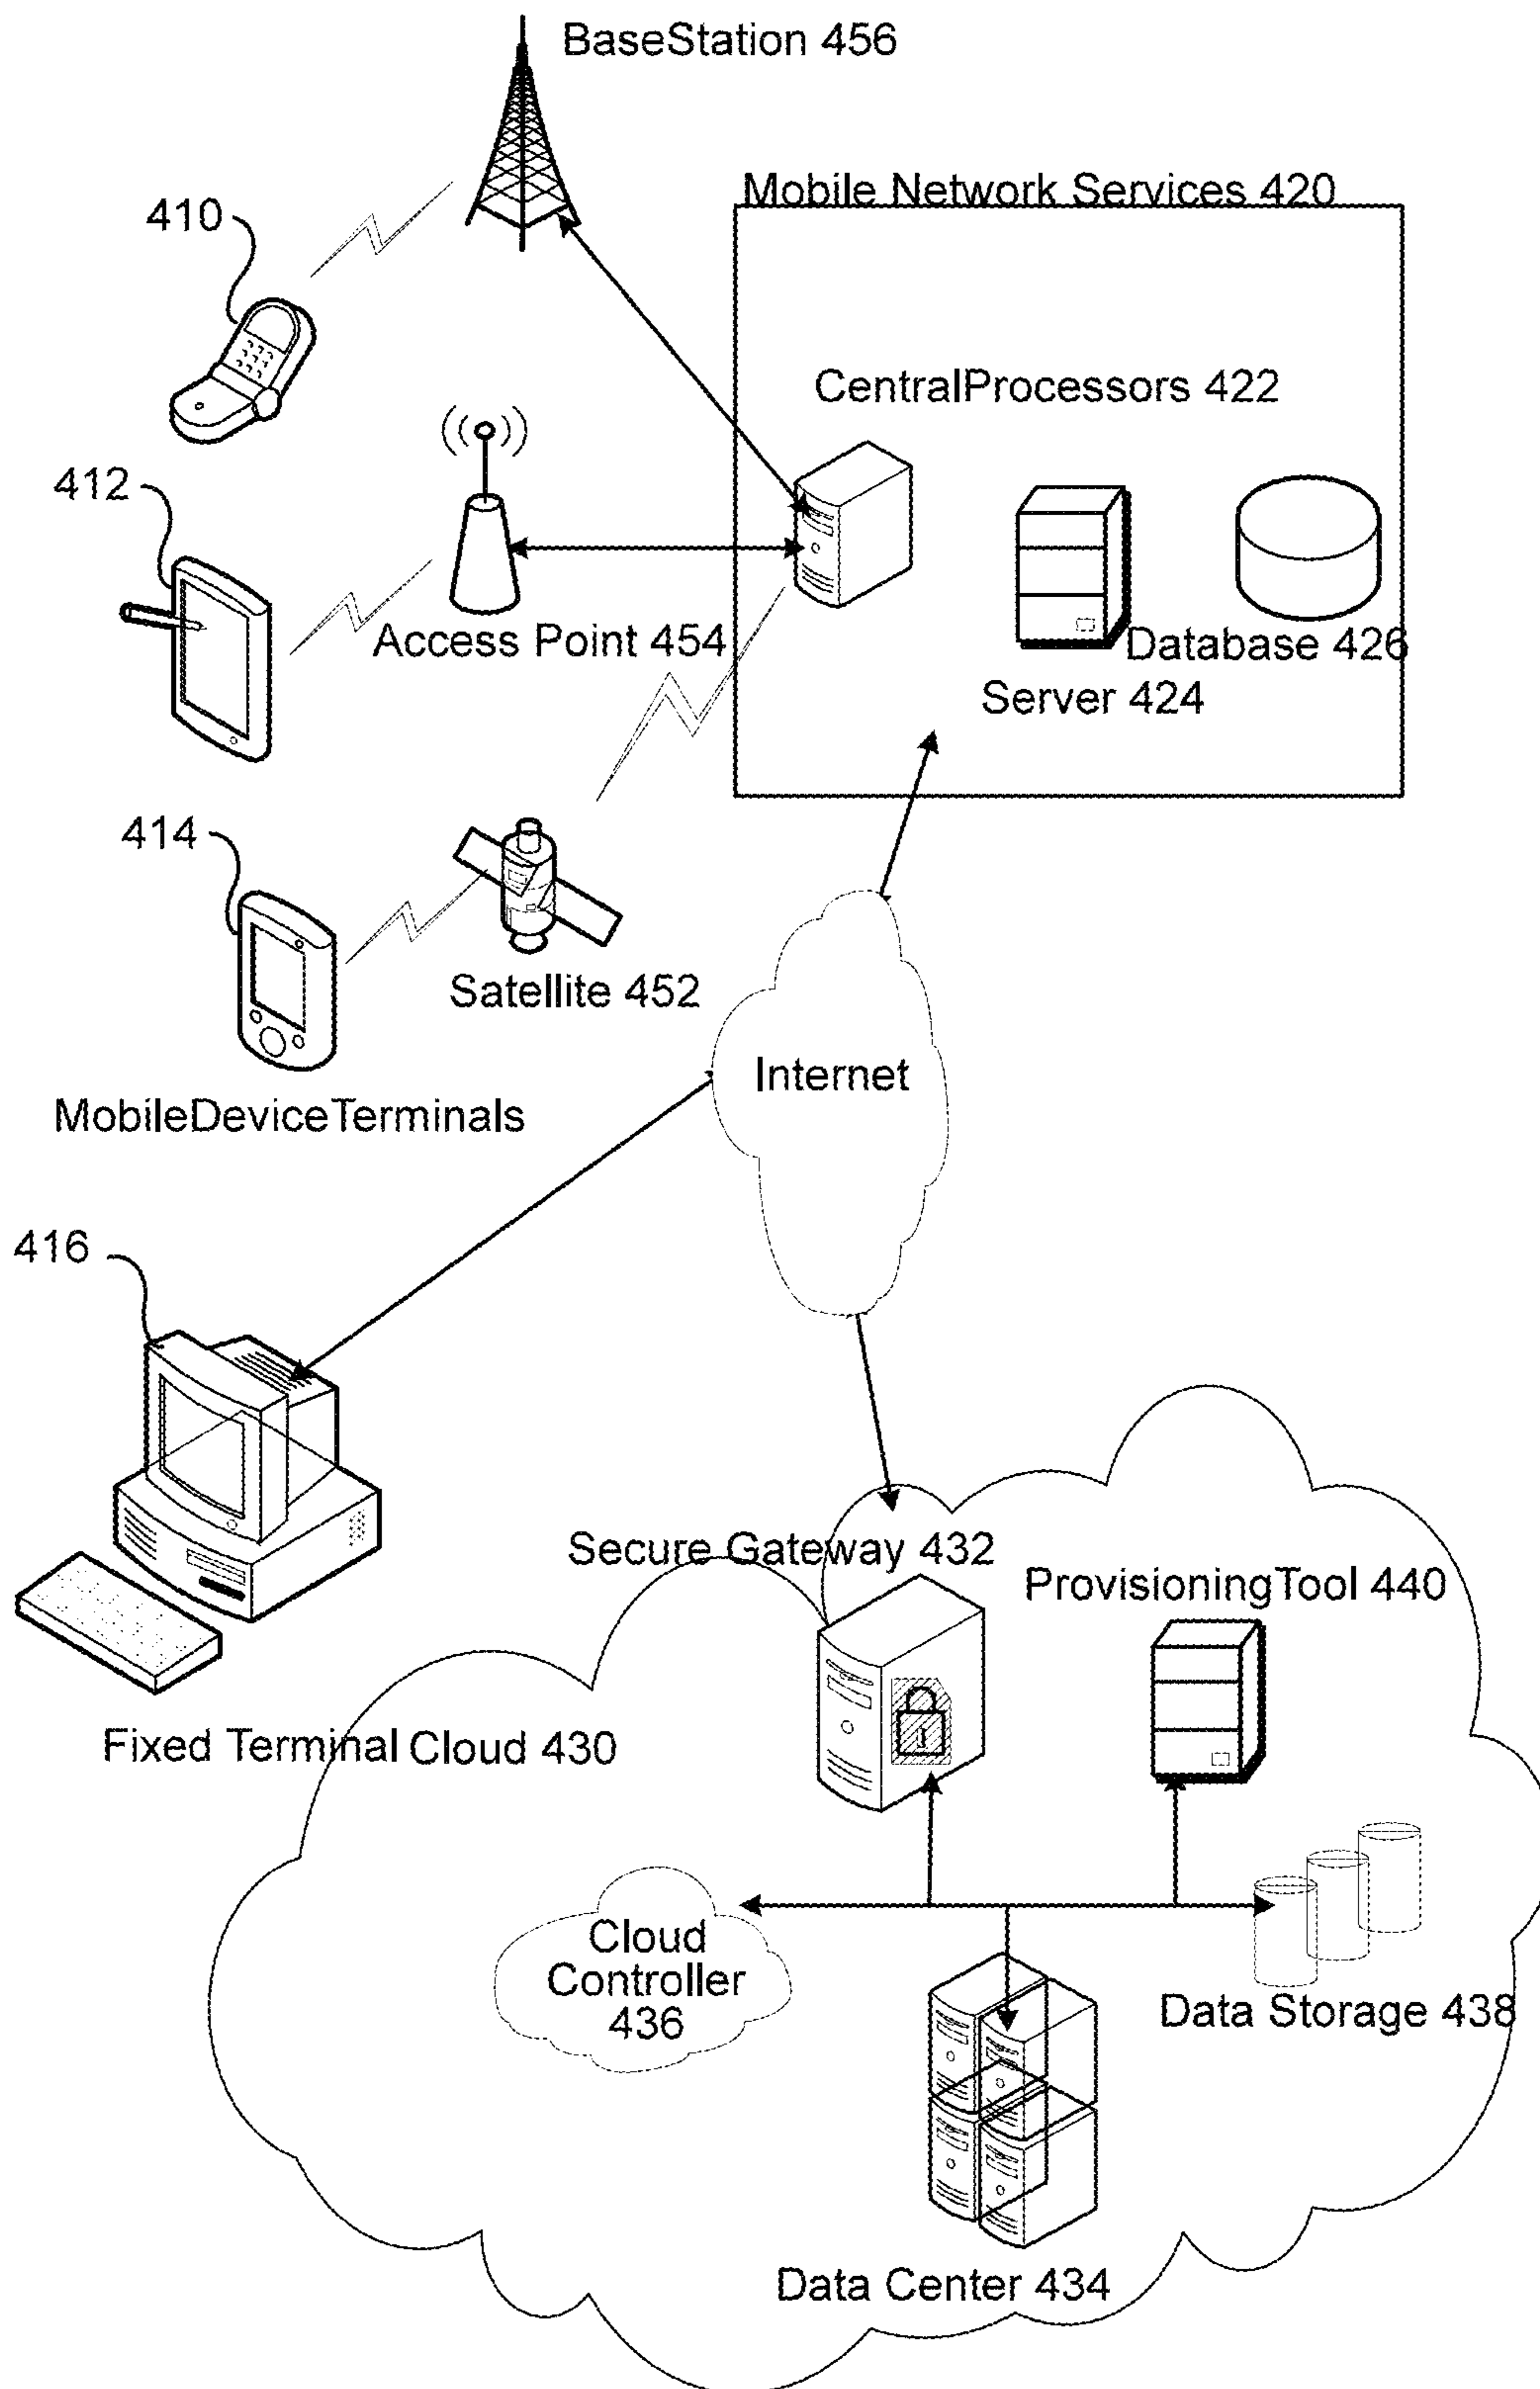 BaseStation 456
Mobile Network Services 420
410
CentralProcessors 422
412
Access Point 454
Database 426
Server 424
414
Satellite 452
Internet
MobileDeviceTerminals
416
Secure Gateway 432
ProvisioningTool 440
Fixed Terminal
Cloud 430
Cloud
Controller
436
Data Storage 438
Data Center 434